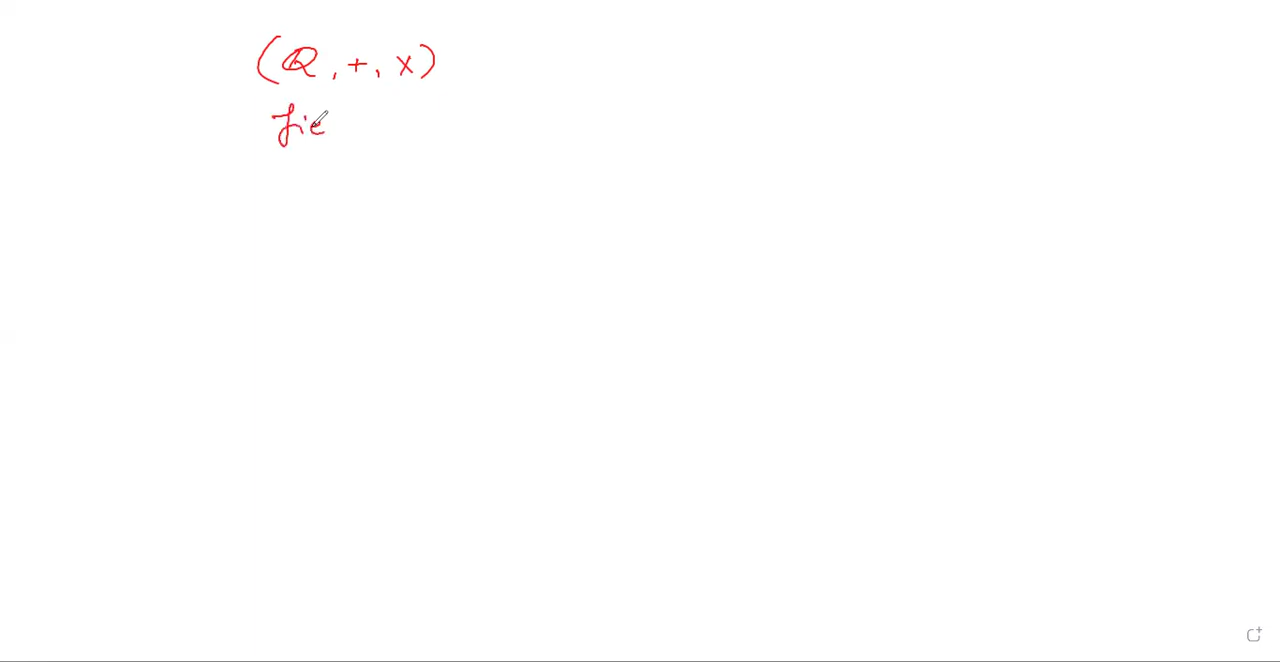 (Q, +, x)
fie